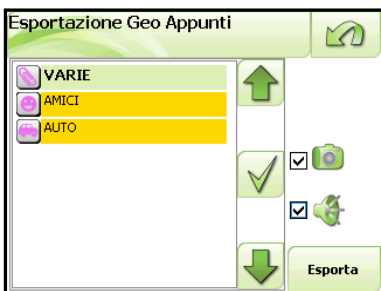 Esportazione Geo Appunti
VARIE
AMICI
AUTO
Esporta